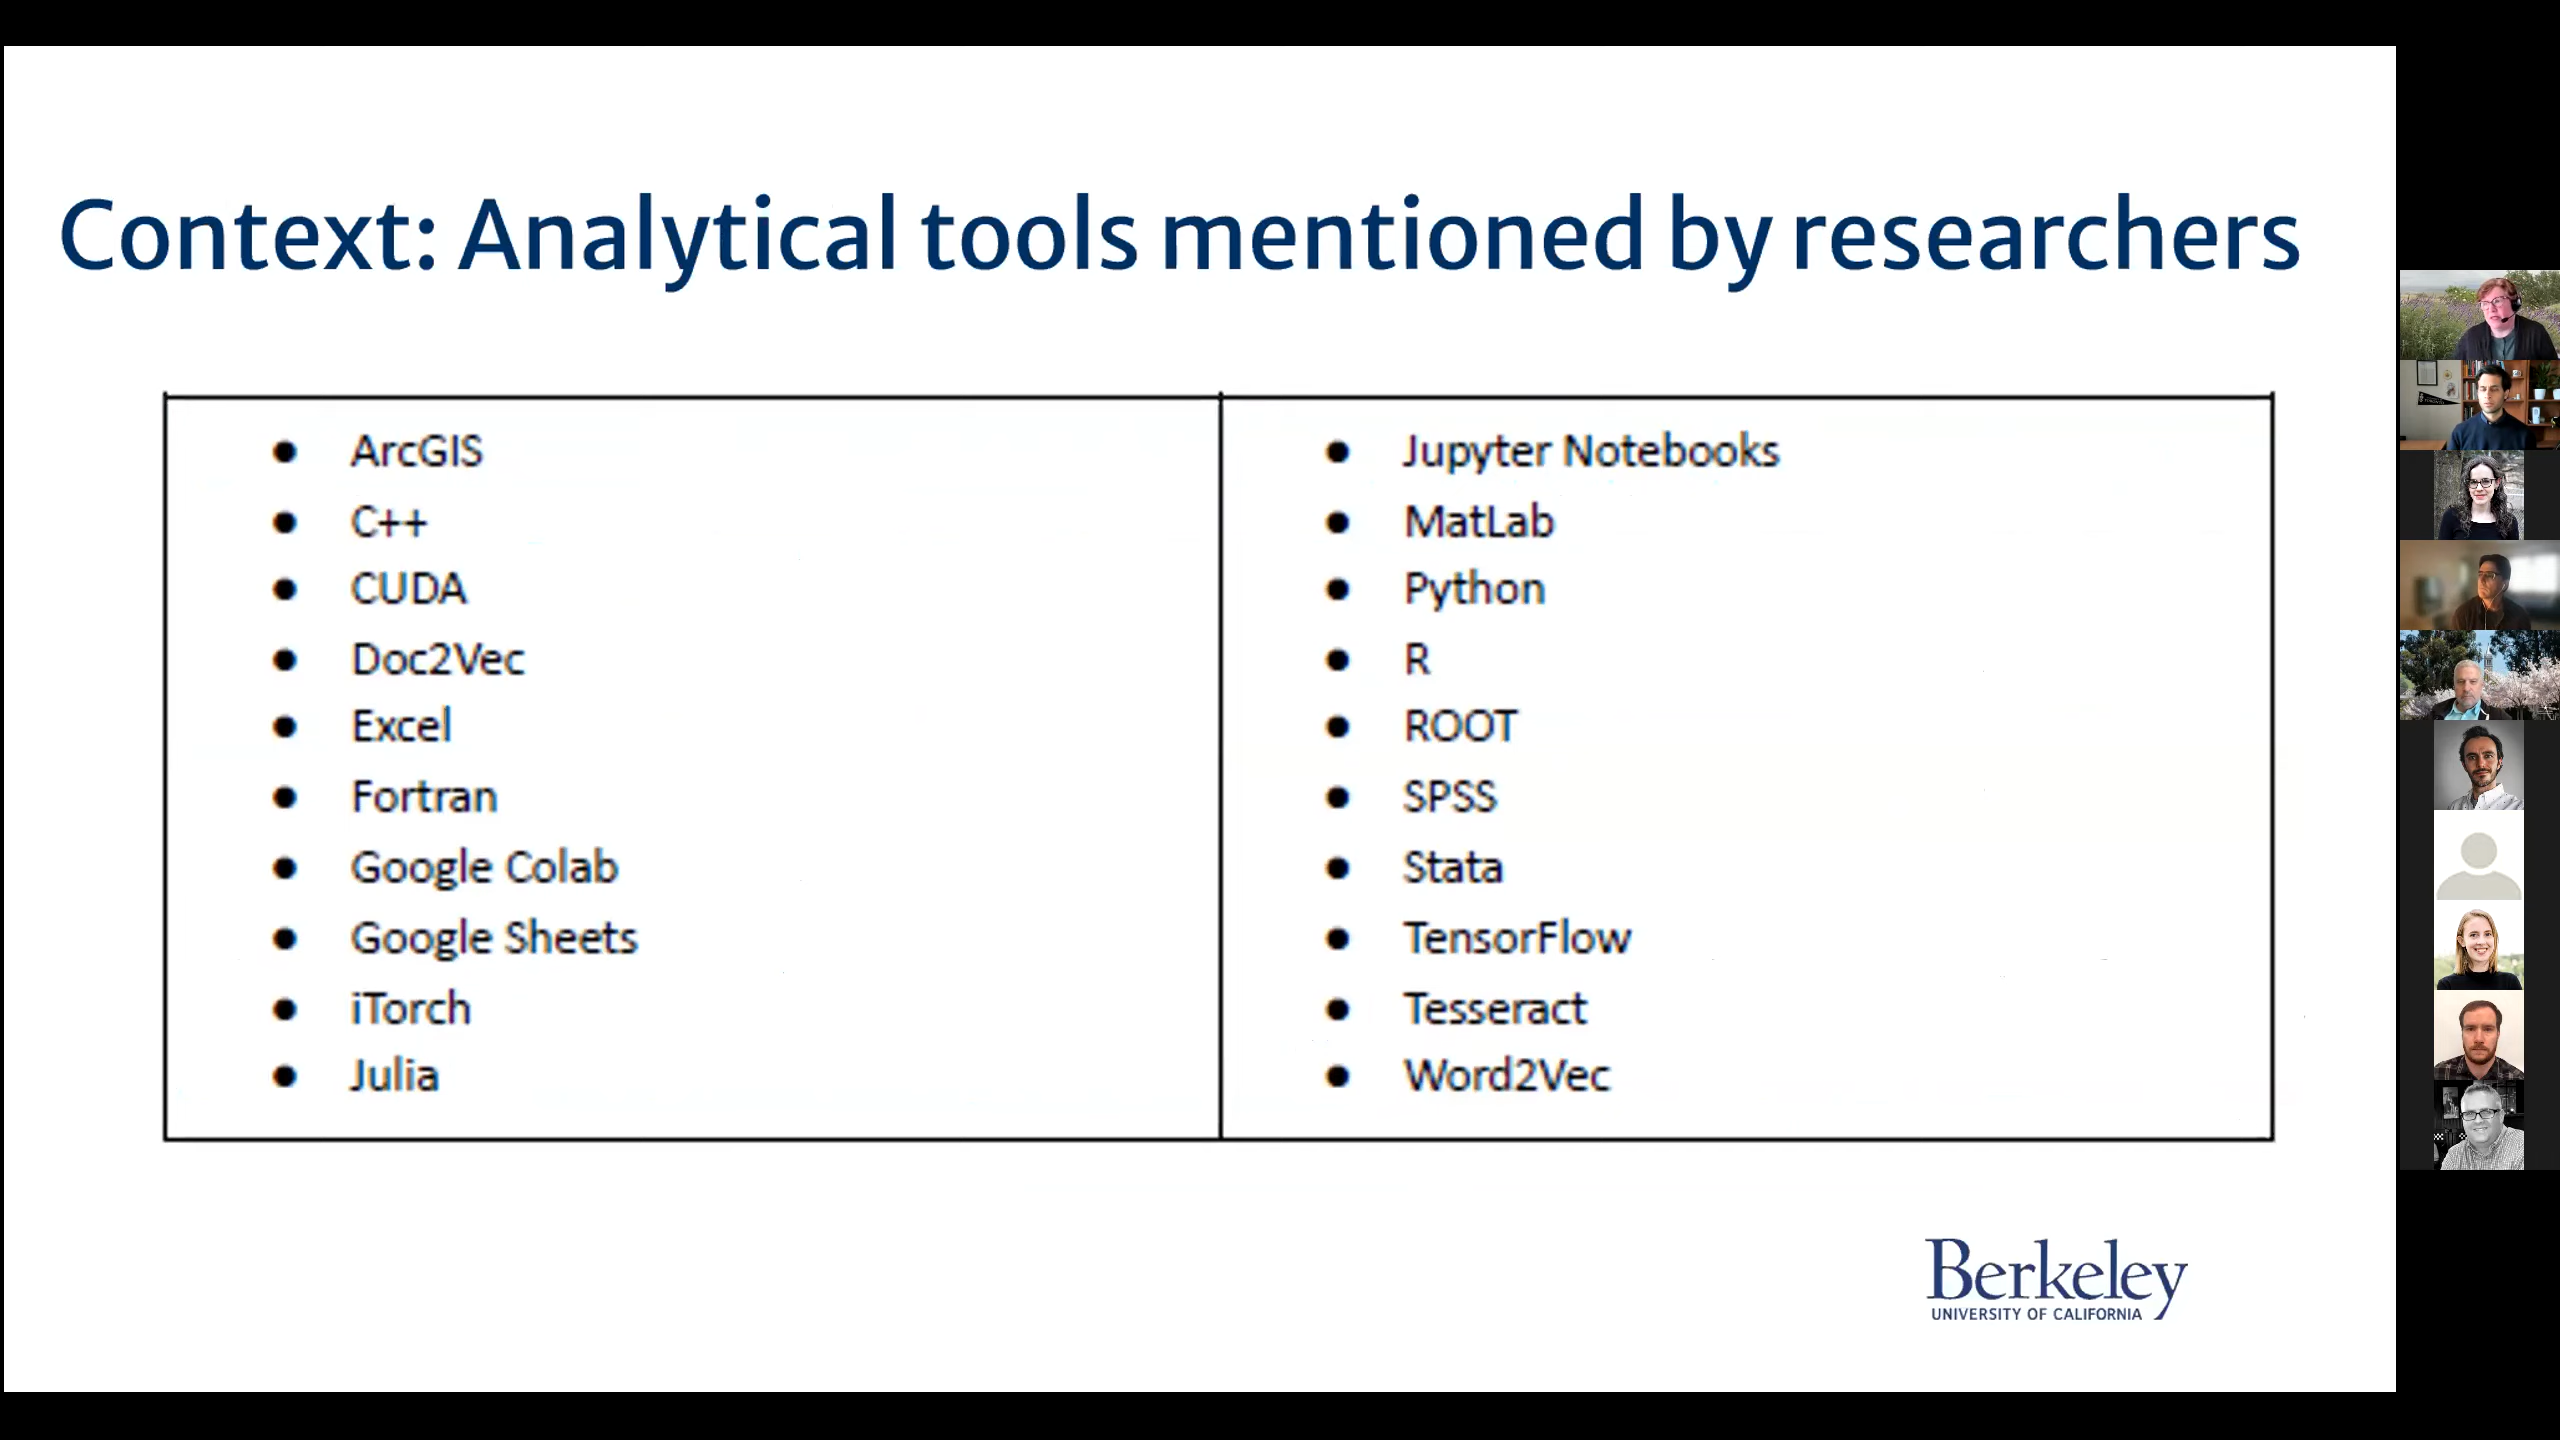 Context: Analytical tools mentioned by researchers
● ArcGIS
● C++
● CUDA
● Doc2Vec
● Excel
● Fortran
● Google Colab
● Google Sheets
● iTorch
● Julia
● Jupyter Notebooks
● MatLab
● Python
● R
● ROOT
● SPSS
● Stata
● TensorFlow
● Tesseract
● Word2Vec
Berkeley
UNIVERSITY OF CALIFORNIA